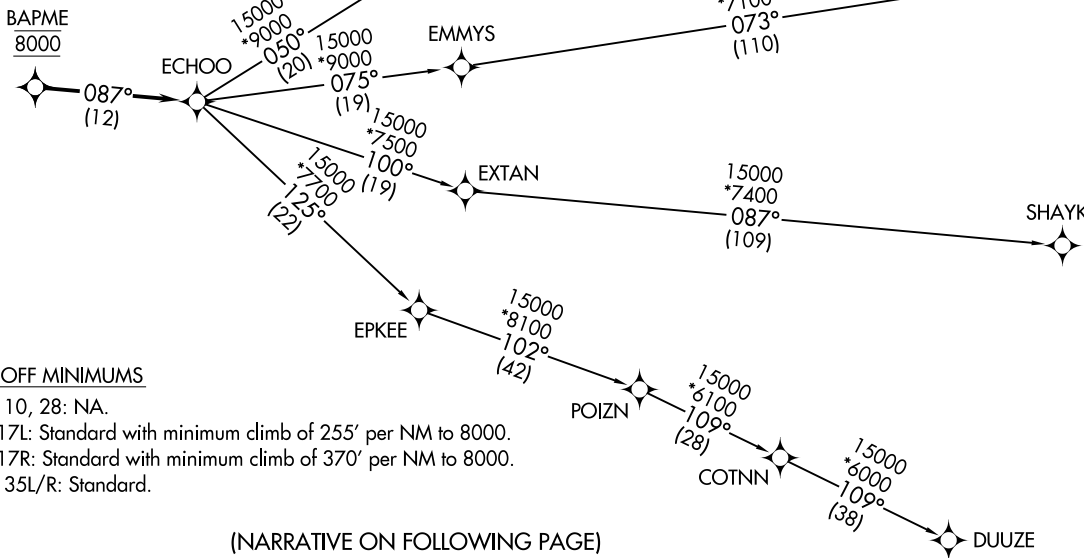 BAPME
8000
087°
(12)
ECHOO
15000
*9000
050°
(20)
15000
*9000
075°
(19)
EMMYS
*7100
073°
(110)
15000
*7500
100°
(19)
EXTAN
15000
*7400
087°
(109)
SHAYK
15000
*7700
125°
(22)
EPKEE
15000
*8100
102°
(42)
POIZN
15000
*6100
109°
(28)
COTNN
15000
*6000
109°
(38)
DUUZE
OFF MINIMUMS
10, 28: NA.
17L: Standard with minimum climb of 255' per NM to 8000.
17R: Standard with minimum climb of 370' per NM to 8000.
35L/R: Standard.
(NARRATIVE ON FOLLOWING PAGE)